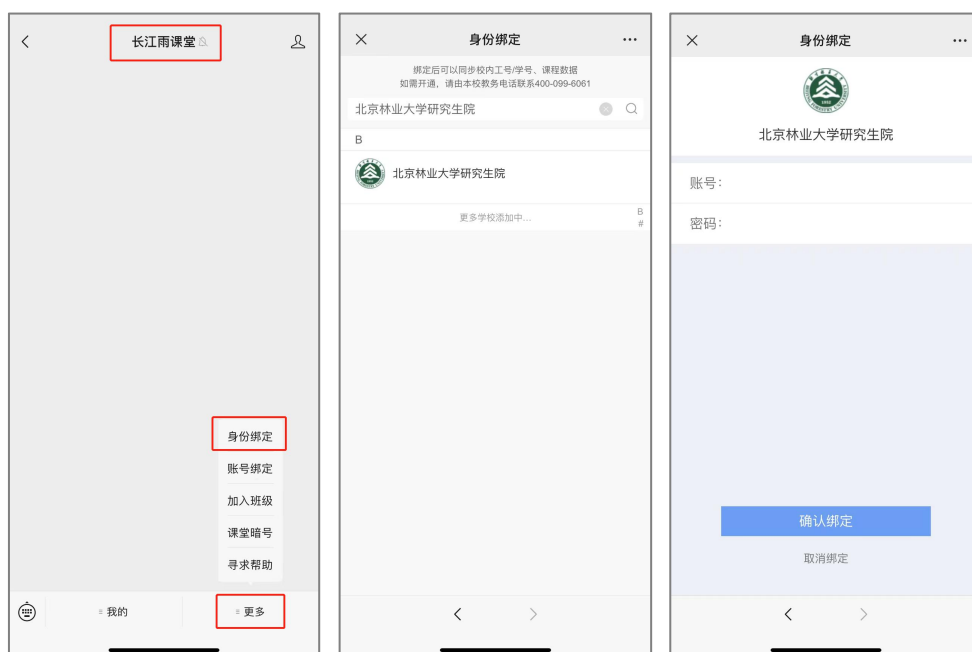 长江雨课堂
身份绑定
账号绑定
加入班级
课堂暗号
寻求帮助
我的
更多
身份绑定
绑定后可以同步校内工号/学号、课程数据
如需开通，请由本校教务电话联系400-099-6061
北京林业大学研究生院
B
北京林业大学研究生院
更多学校添加中...
B
#
身份绑定
北京林业大学研究生院
账号：
密码：
确认绑定
取消绑定